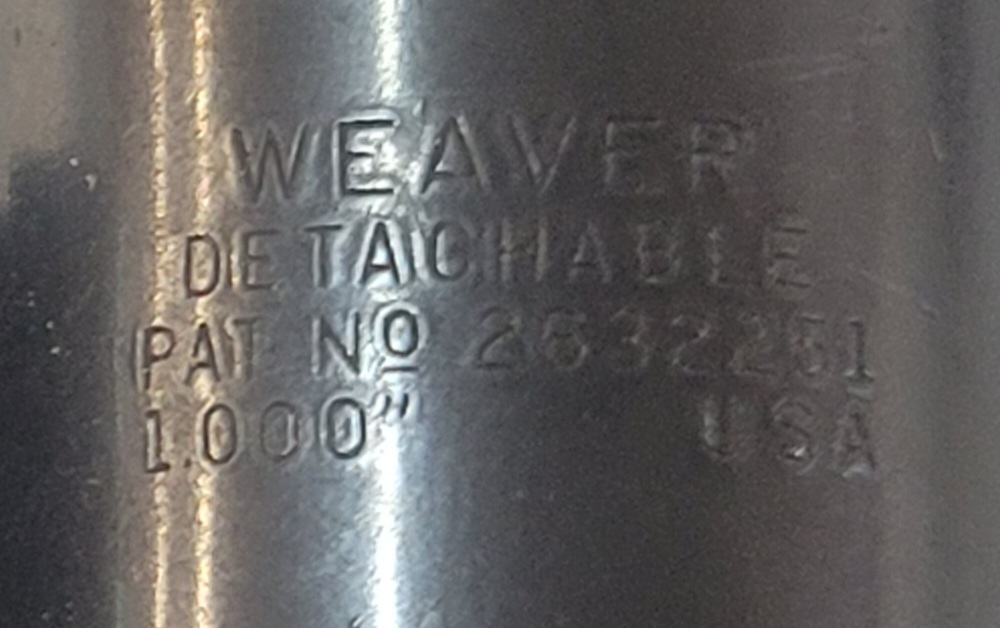 WEAVER
DETACHABLE
PAT Nº 2632251
1.000" USA